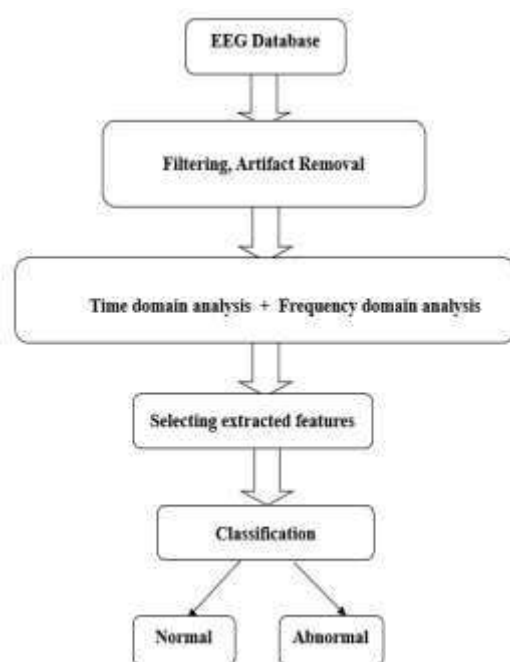 EEG Database
Filtering, Artifact Removal
Time domain analysis + Frequency domain analysis
Selecting extracted features
Classification
Normal
Abnormal